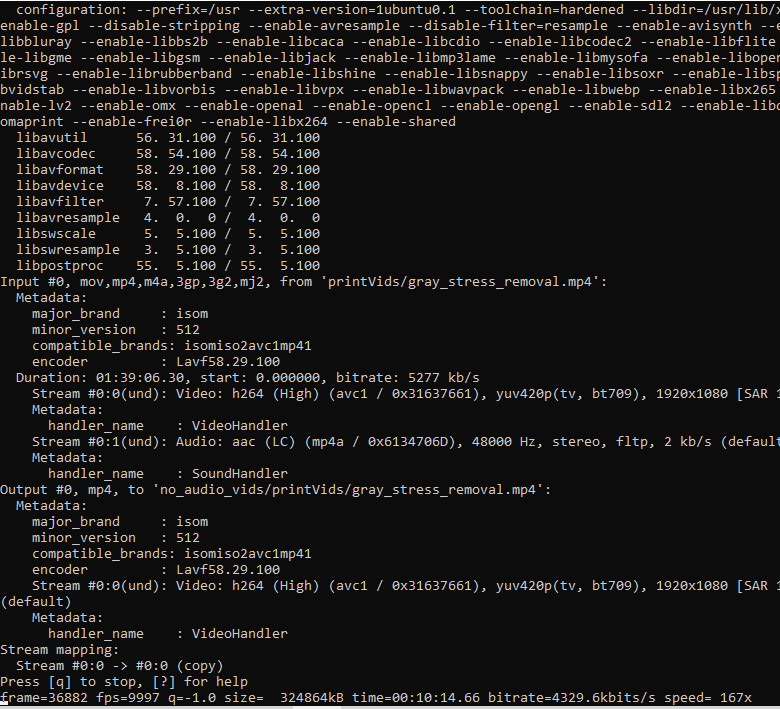 configuration: --prefix=/usr --extra-version=1ubuntu0.1 --toolchain=hardened --libdir=/usr/lib/
enable-gpl --disable-stripping --enable-avresample --disable-filter=resample --enable-avisynth --e
libbluray --enable-libbs2b --enable-libcaca --enable-libcdio --enable-libcodec2 --enable-libflite
le-libgme --enable-libgsm --enable-libjack --enable-libmp3lame --enable-libmysofa --enable-libopen
ibrsvg --enable-librubberband --enable-libshine --enable-libsnappy --enable-libsoxr --enable-libsp
bvidstab --enable-libvorbis --enable-libvpx --enable-libwavpack --enable-libwebp --enable-libx265
nable-lv2 --enable-omx --enable-openal --enable-opencl --enable-opengl --enable-sdl2 --enable-libd
omaprint --enable-frei0r --enable-libx264 --enable-shared
libavutil 56. 31.100 / 56. 31.100
libavcodec 58. 54.100 / 58. 54.100
libavformat 58. 29.100 / 58. 29.100
libavdevice 58. 8.100 / 58. 8.100
libavfilter 7. 57.100 / 7. 57.100
libavresample 4. 0. 0 / 4. 0. 0
libswscale 5. 5.100 / 5. 5.100
libswresample 3. 5.100 / 3. 5.100
libpostproc 55. 5.100 / 55. 5.100
Input #0, mov,mp4,m4a,3gp,3g2,mj2, from 'printVids/gray_stress_removal.mp4':
Metadata:
major_brand : isom
minor_version : 512
compatible_brands: isomiso2avc1mp41
encoder : Lavf58.29.100
Duration: 01:39:06.30, start: 0.000000, bitrate: 5277 kb/s
Stream #0:0(und): Video: h264 (High) (avc1 / 0x31637661), yuv420p(tv, bt709), 1920x1080 [SAR 1
Metadata:
handler_name : VideoHandler
Stream #0:1(und): Audio: aac (LC) (mp4a / 0x6134706D), 48000 Hz, stereo, fltp, 2 kb/s (default
Metadata:
handler_name : SoundHandler
Output #0, mp4, to 'no_audio_vids/printVids/gray_stress_removal.mp4':
Metadata:
major_brand : isom
minor_version : 512
compatible_brands: isomiso2avc1mp41
encoder : Lavf58.29.100
Stream #0:0(und): Video: h264 (High) (avc1 / 0x31637661), yuv420p(tv, bt709), 1920x1080 [SAR 1
(default)
Metadata:
handler_name : VideoHandler
Stream mapping:
Stream #0:0 -> #0:0 (copy)
Press [q] to stop, [?] for help
frame=36882 fps=9997 q=-1.0 size= 324864kB time=00:10:14.66 bitrate=4329.6kbits/s speed= 167x